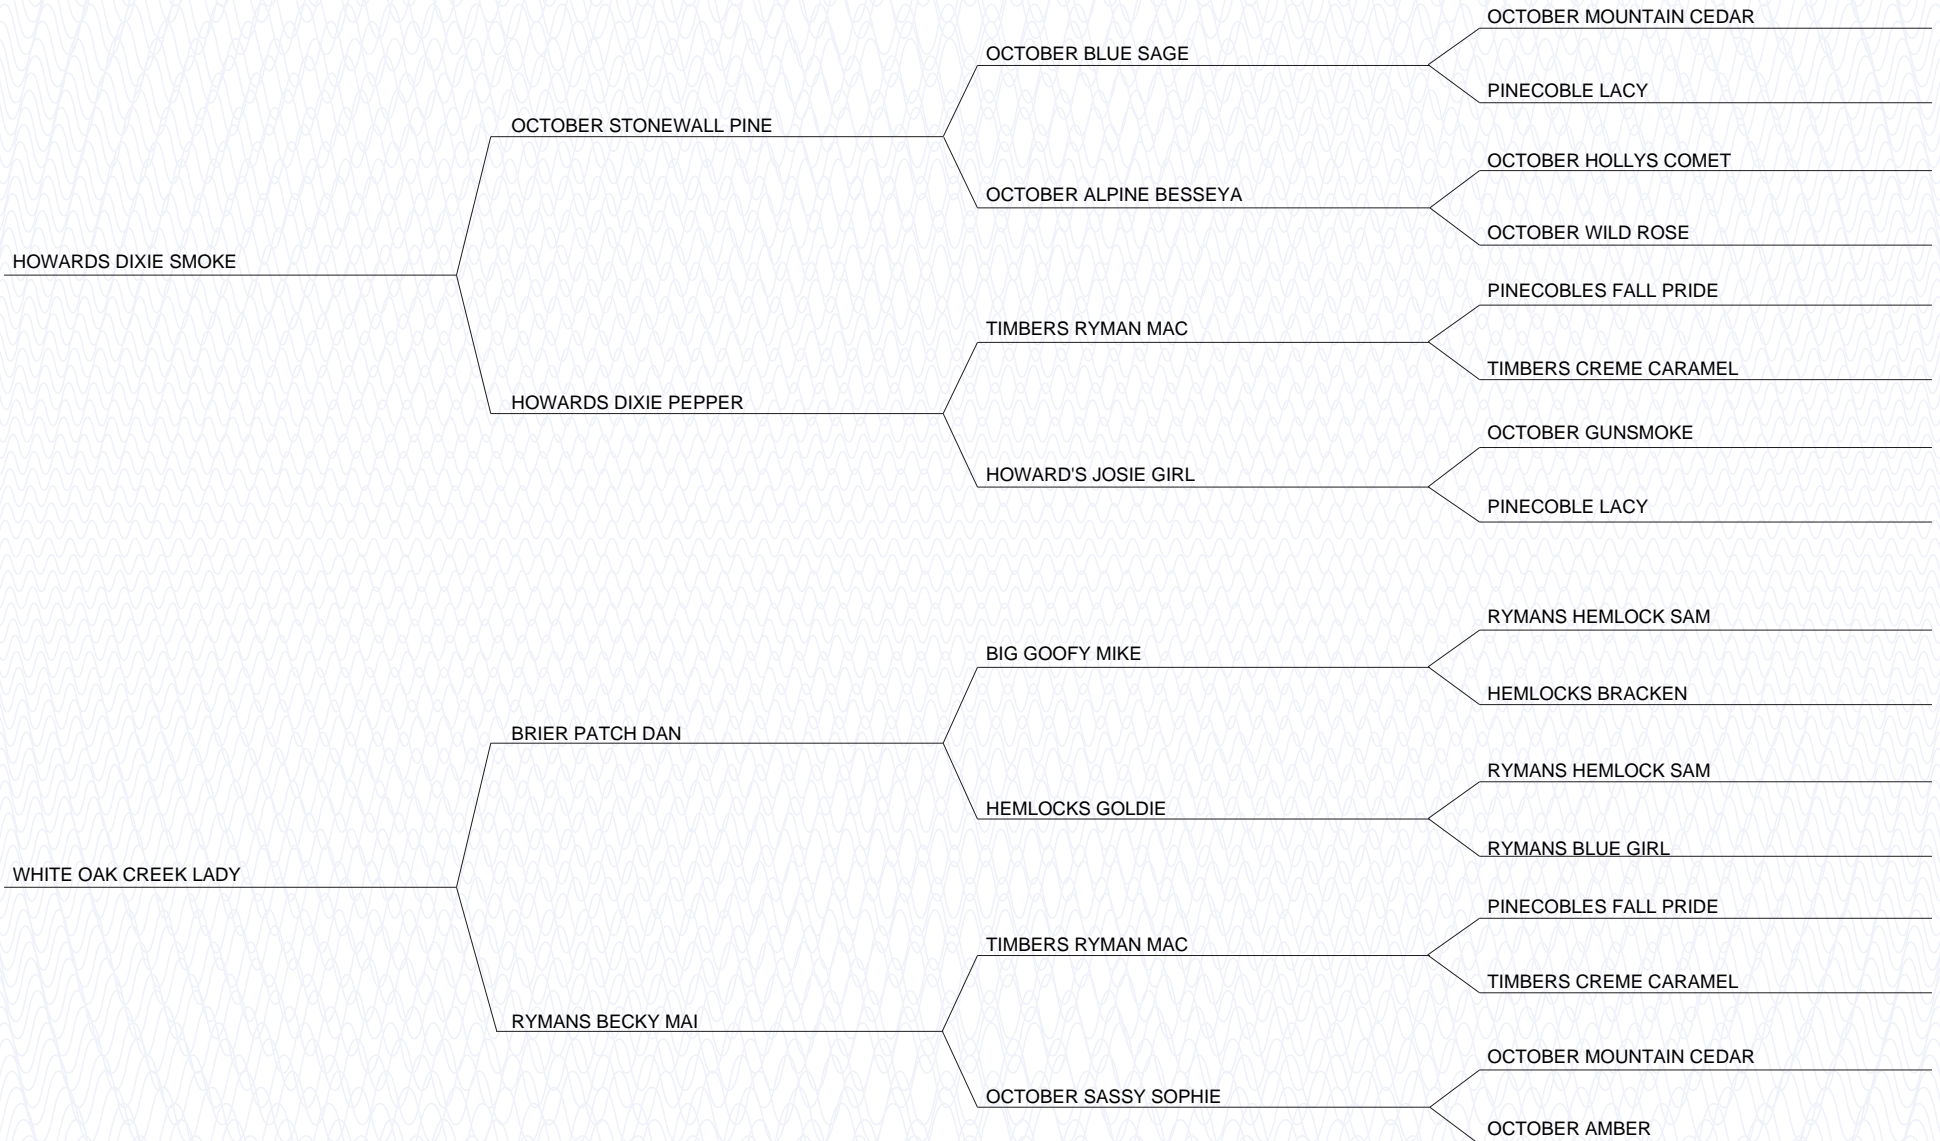 OCTOBER MOUNTAIN CEDAR
OCTOBER BLUE SAGE
PINECOBLE LACY
OCTOBER STONEWALL PINE
OCTOBER HOLLYS COMET
OCTOBER ALPINE BESSEYA
OCTOBER WILD ROSE
HOWARDS DIXIE SMOKE
PINECOBLES FALL PRIDE
TIMBERS RYMAN MAC
TIMBERS CREME CARAMEL
HOWARDS DIXIE PEPPER
OCTOBER GUNSMOKE
HOWARD'S JOSIE GIRL
PINECOBLE LACY
RYMANS HEMLOCK SAM
BIG GOOFY MIKE
HEMLOCKS BRACKEN
BRIER PATCH DAN
RYMANS HEMLOCK SAM
HEMLOCKS GOLDIE
RYMANS BLUE GIRL
WHITE OAK CREEK LADY
PINECOBLES FALL PRIDE
TIMBERS RYMAN MAC
TIMBERS CREME CARAMEL
RYMANS BECKY MAI
OCTOBER MOUNTAIN CEDAR
OCTOBER SASSY SOPHIE
OCTOBER AMBER